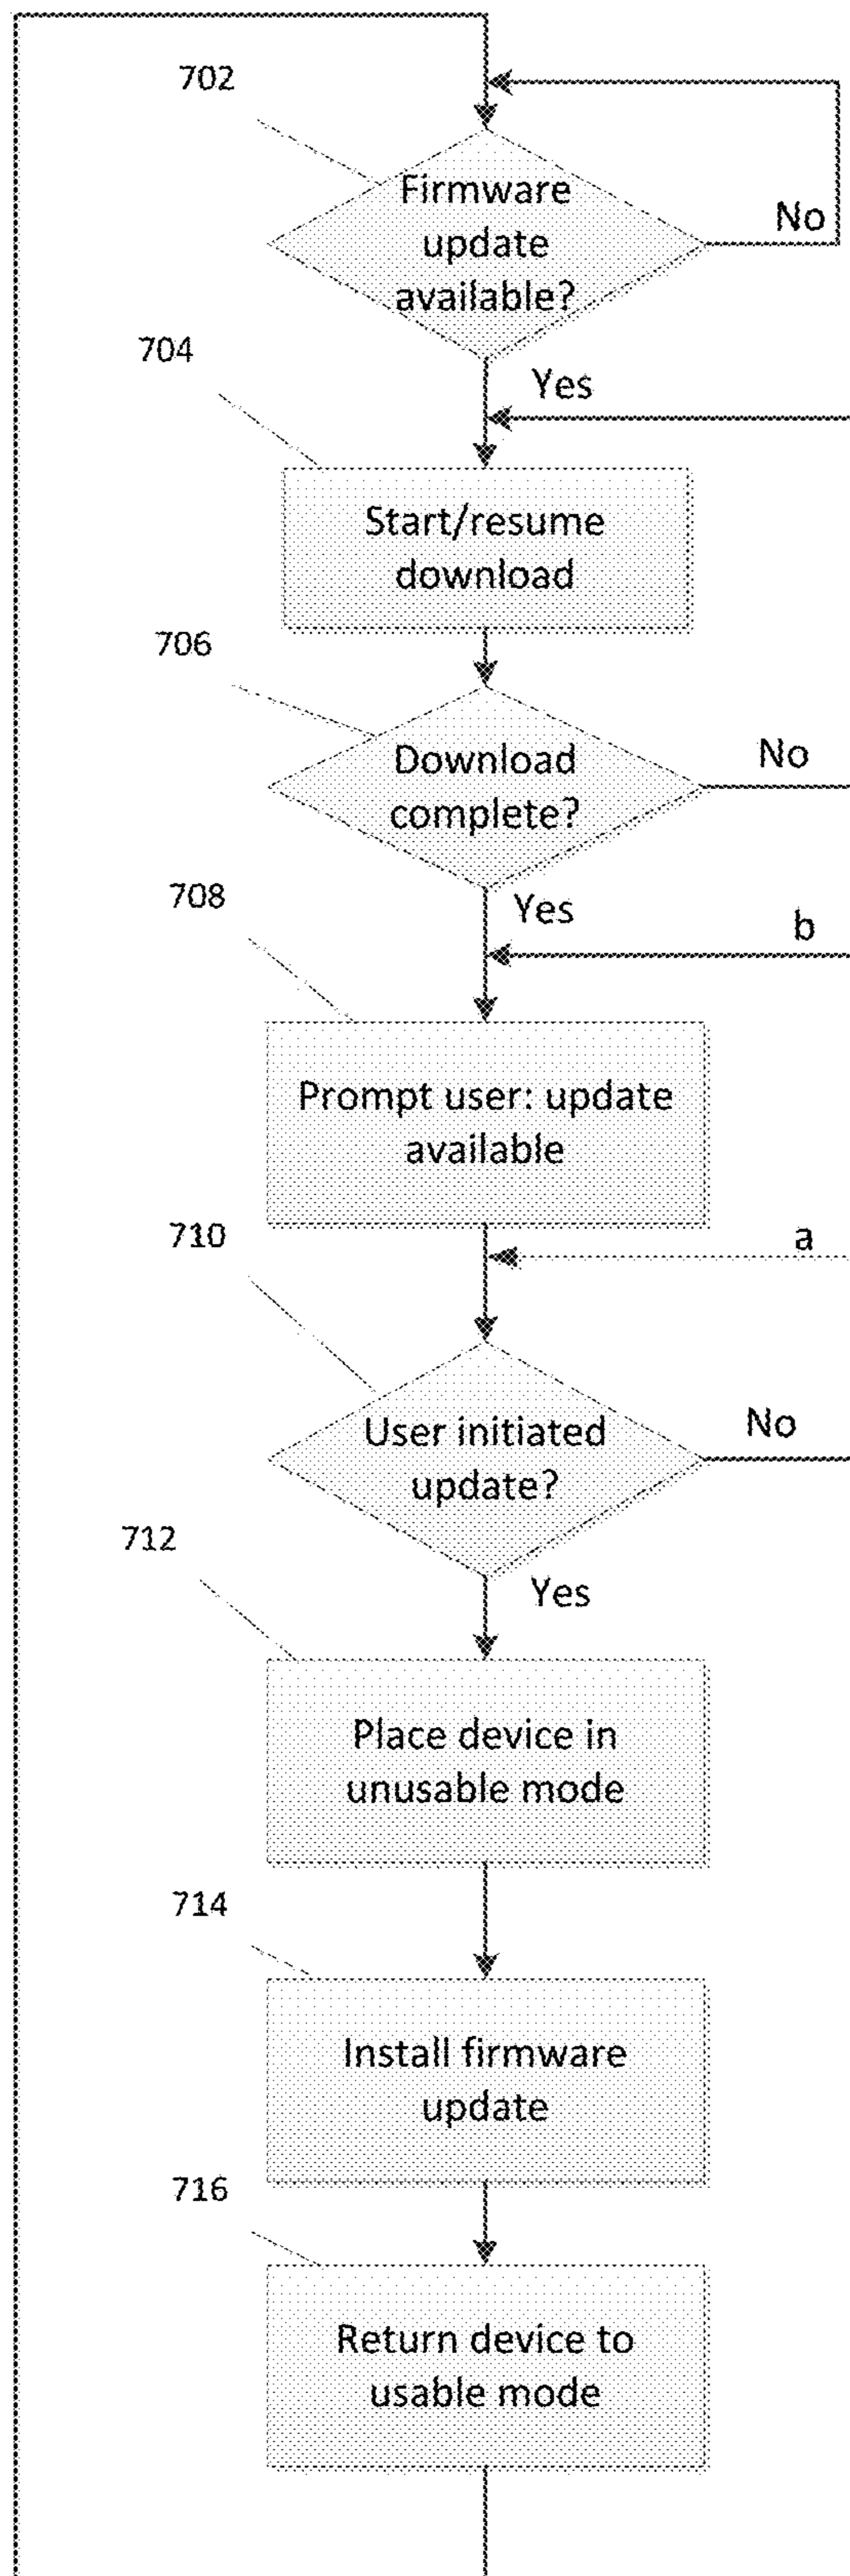 702
Firmware
update
available?
No
704
Yes
Start/resume
download
706
Download
complete?
No
708
Yes
b
Prompt user: update
available
710
a
User initiated
update?
No
712
Yes
Place device in
unusable mode
714
Install firmware
update
716
Return device to
usable mode